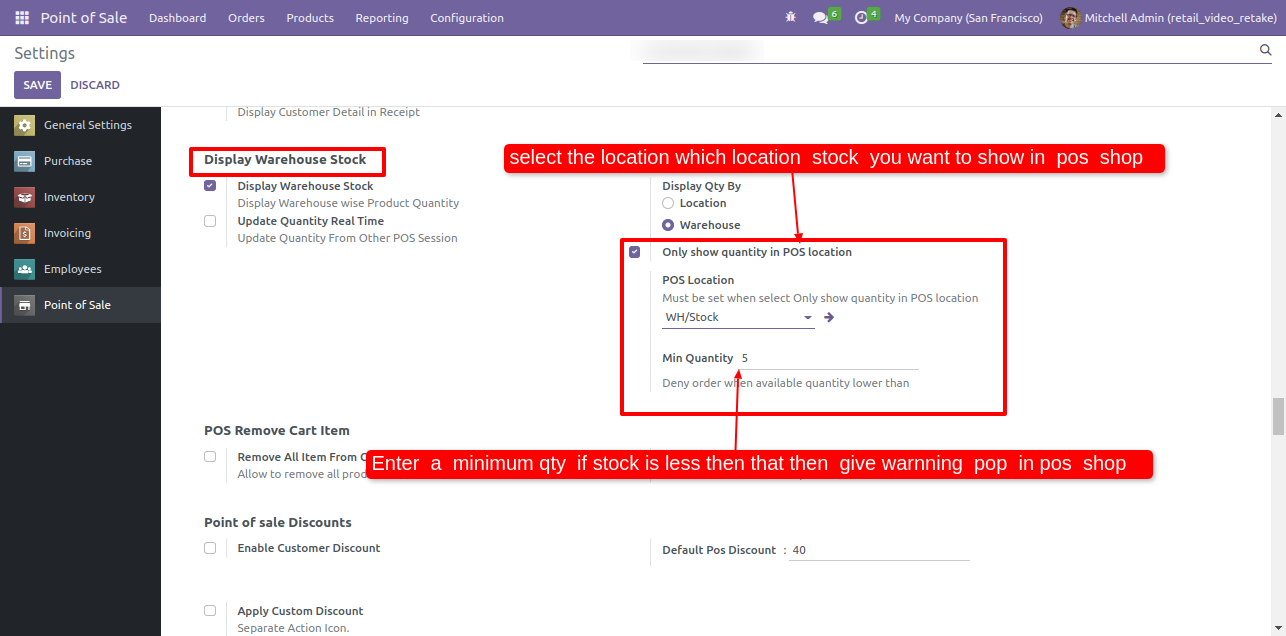 Point of Sale Dashboard Orders Products Reporting Configuration 6 4 My Company (San Francisco) Mitchell Admin (retail_video_retake)
Settings
SAVE DISCARD
General Settings
Purchase
Inventory
Invoicing
Employees
Point of Sale
Display Customer Detail in Receipt
Display Warehouse Stock
select the location which location stock you want to show in pos shop
Display Warehouse Stock
Display Warehouse wise Product Quantity
Update Quantity Real Time
Update Quantity From Other POS Session
Display Qty By
Location
Warehouse
Only show quantity in POS location
POS Location
Must be set when select Only show quantity in POS location
WH/Stock
Min Quantity 5
Deny order when available quantity lower than
POS Remove Cart Item
Remove All Item From
Allow to remove all
Enter a minimum qty if stock is less then that then give warnning pop in pos shop
Point of sale Discounts
Enable Customer Discount
Default Pos Discount : 40
Apply Custom Discount
Separate Action Icon.